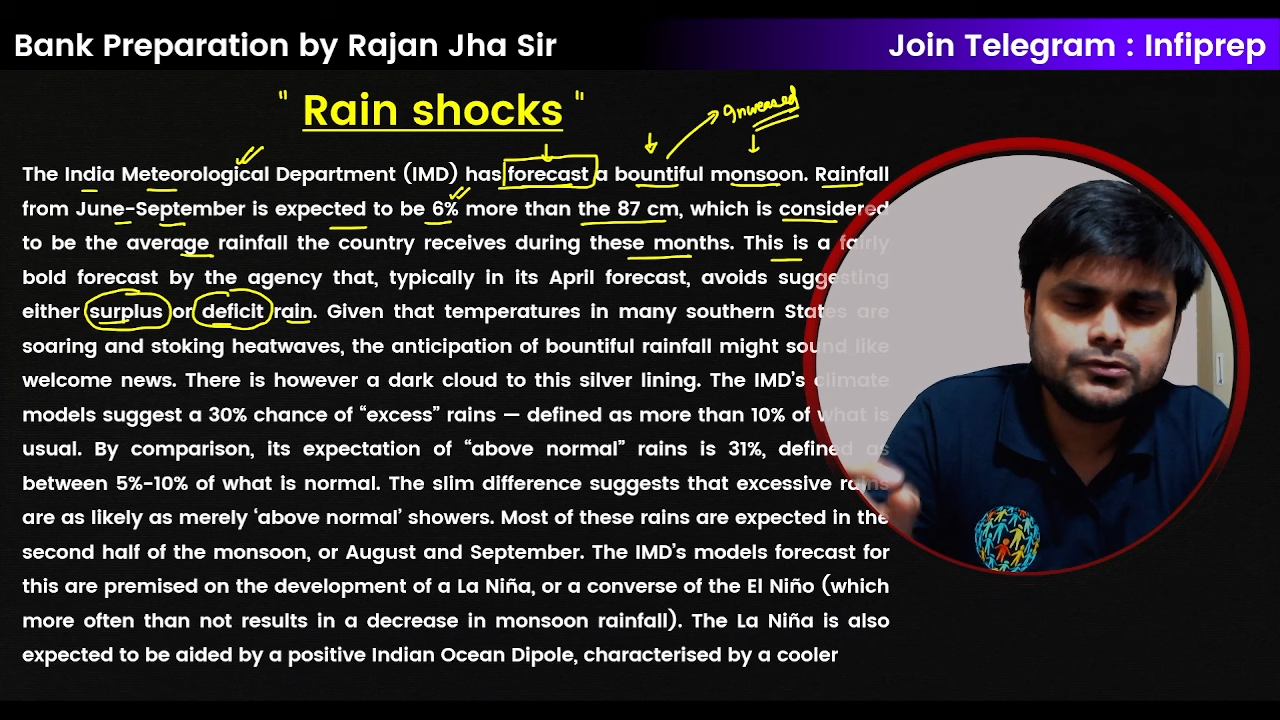 Bank Preparation by Rajan Jha Sir
Join Telegram : Infiprep
" Rain shocks "
Increased
The India Meteorological Department (IMD) has forecast a bountiful monsoon. Rainfall
from June-September is expected to be 6% more than the 87 cm, which is considered
to be the average rainfall the country receives during these months. This is a fairly
bold forecast by the agency that, typically in its April forecast, avoids suggesting
either surplus or deficit rain. Given that temperatures in many southern States are
soaring and stoking heatwaves, the anticipation of bountiful rainfall might sound like
welcome news. There is however a dark cloud to this silver lining. The IMD's climate
models suggest a 30% chance of “excess” rains — defined as more than 10% of what is
usual. By comparison, its expectation of “above normal” rains is 31%, defined as
between 5%-10% of what is normal. The slim difference suggests that excessive rains
are as likely as merely ‘above normal’ showers. Most of these rains are expected in the
second half of the monsoon, or August and September. The IMD's models forecast for
this are premised on the development of a La Niña, or a converse of the El Niño (which
more often than not results in a decrease in monsoon rainfall). The La Niña is also
expected to be aided by a positive Indian Ocean Dipole, characterised by a cooler